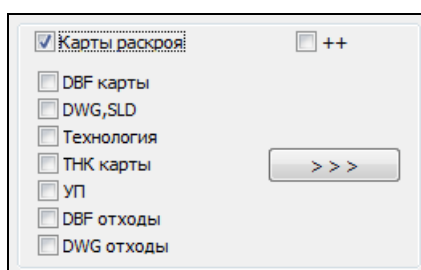 Карты раскроя ++
DBF карты
DWG,SLD
Технология
ТНК карты >>>
УП
DBF отходы
DWG отходы